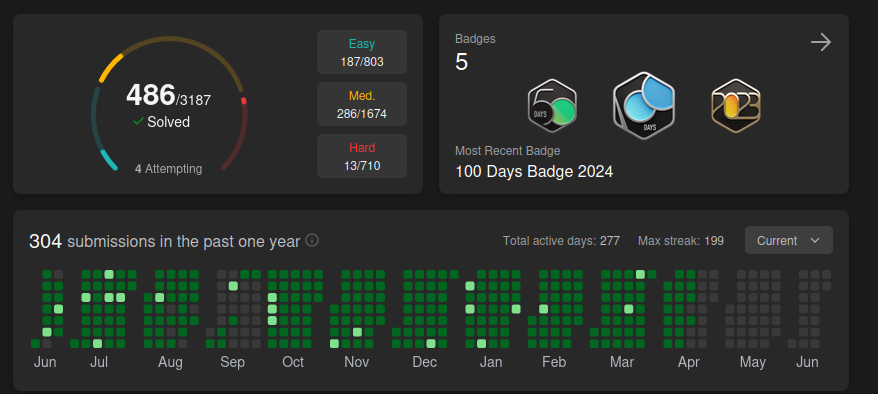 486/3187
Solved
4 Attempting
Easy
187/803
Med.
286/1674
Hard
13/710
Badges
5
DAYS
DAYS
2023
Most Recent Badge
100 Days Badge 2024
304 submissions in the past one year
Total active days: 277 Max streak: 199 Current
Jun Jul Aug Sep Oct Nov Dec Jan Feb Mar Apr May Jun